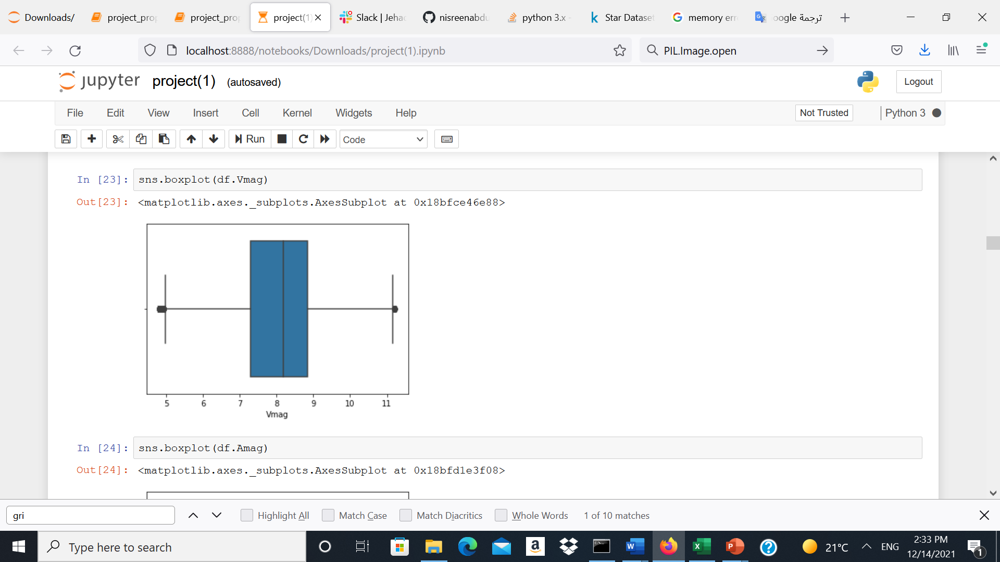 Downloads/ project_prop project_prop project(1) Slack | Jehad nisreenabdu python 3.x - Star Dataset memory err ترجمة oogle
localhost:8888/notebooks/Downloads/project(1).ipynb PIL.Image.open
jupyter project(1) (autosaved) Logout
File Edit View Insert Cell Kernel Widgets Help Not Trusted Python 3
Run Code
In [23]: sns.boxplot(df.Vmag)
Out[23]: <matplotlib.axes._subplots.AxesSubplot at 0x18bfce46e88>
5 6 7 8 9 10 11
Vmag
In [24]: sns.boxplot(df.Amag)
Out[24]: <matplotlib.axes._subplots.AxesSubplot at 0x18bfd1e3f08>
gri Highlight All Match Case Match Diacritics Whole Words 1 of 10 matches
Type here to search 21°C ENG 2:33 PM
12/14/2021 1